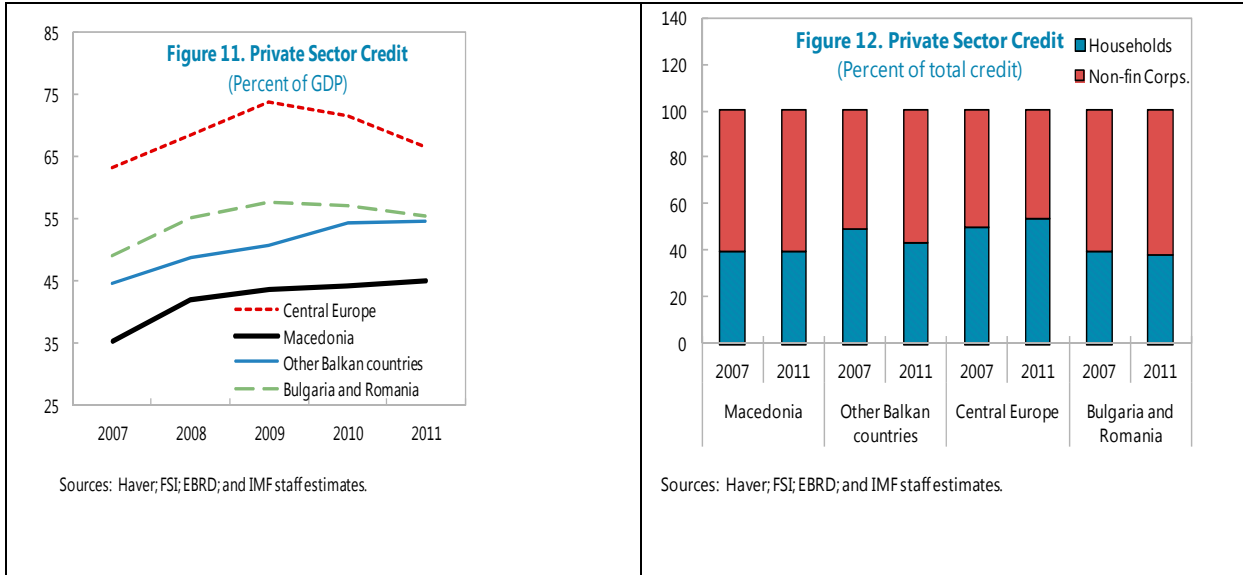 Figure 11. Private Sector Credit
(Percent of GDP)
85
75
65
55
45
35
25
Central Europe
Macedonia
Other Balkan countries
Bulgaria and Romania
2007 2008 2009 2010 2011
Sources: Haver; FSI; EBRD; and IMF staff estimates.
Figure 12. Private Sector Credit
(Percent of total credit)
Households
Non-fin Corps.
140
120
100
80
60
40
20
0
2007 2011 2007 2011 2007 2011 2007 2011
Macedonia Other Balkan Central Europe Bulgaria and
countries Romania
Sources: Haver; FSI; EBRD; and IMF staff estimates.